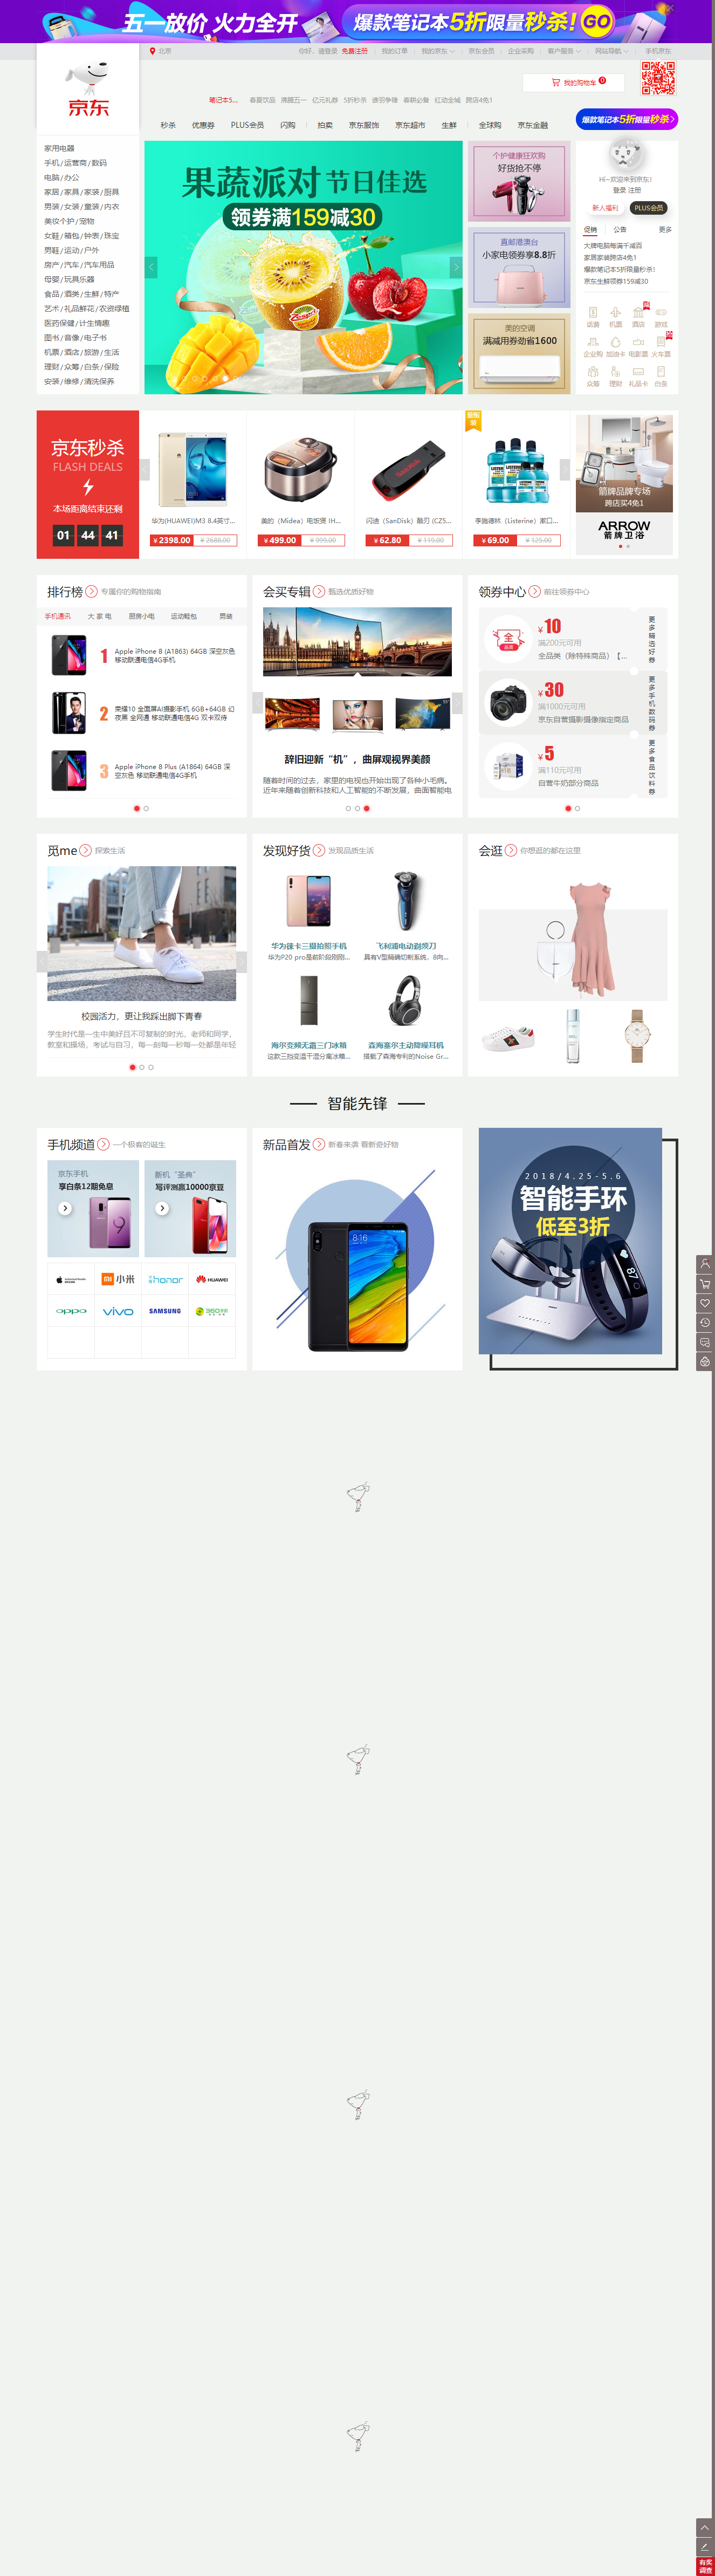 五一放价 火力全开
爆款笔记本5折限量秒杀! GO
北京
你好，请登录 免费注册
我的订单
我的京东
京东会员
企业采购
客户服务
网站导航
手机京东
京东
我的购物车 0
笔记本5...
春夏饮品 沸腾五一 亿元礼券 5折秒杀 速羽争锋 春耕必备 红动全城 跨店4免1
秒杀 优惠券 PLUS会员 闪购 拍卖 京东服饰 京东超市 生鲜 全球购 京东金融
爆款笔记本5折限量秒杀
家用电器
手机/运营商/数码
电脑/办公
家居/家具/家装/厨具
男装/女装/童装/内衣
美妆个护/宠物
女鞋/箱包/钟表/珠宝
男鞋/运动/户外
房产/汽车/汽车用品
母婴/玩具乐器
食品/酒类/生鲜/特产
艺术/礼品鲜花/农资绿植
医药保健/计生情趣
图书/音像/电子书
机票/酒店/旅游/生活
理财/众筹/白条/保险
安装/维修/清洗保养
果蔬派对节日佳选
领券满159减30
Zespri
个护健康狂欢购
好货抢不停
直邮港澳台
小家电领券享8.8折
美的空调
满减用券劲省1600
Hi~欢迎来到京东!
登录 注册
新人福利 PLUS会员
促销 公告 更多
大牌电脑每满千减百
家居家装跨店4免1
爆款笔记本5折限量秒杀!
京东生鲜领券159减30
话费 机票 酒店 游戏
企业购 加油卡 电影票 火车票
众筹 理财 礼品卡 白条
京东秒杀
FLASH DEALS
本场距离结束还剩
01 44 41
华为(HUAWEI)M3 8.4英寸...
¥2398.00 ¥2688.00
美的（Midea）电饭煲 IH...
¥499.00 ¥999.00
闪迪（SanDisk）酷刃 (CZ5...
¥62.80 ¥119.00
李施德林（Listerine）漱口...
¥69.00 ¥125.00
箭牌品牌专场
跨店买4免1
ARROW
箭牌卫浴
排行榜 专属你的购物指南
手机通讯 大 家 电 厨房小电 运动鞋包 男装
1
Apple iPhone 8 (A1863) 64GB 深空灰色
移动联通电信4G手机
2
荣耀10 全面屏AI摄影手机 6GB+64GB 幻
夜黑 全网通 移动联通电信4G 双卡双待
3
Apple iPhone 8 Plus (A1864) 64GB 深
空灰色 移动联通电信4G手机
会买专辑 甄选优质好物
辞旧迎新“机”，曲屏观视界美颜
随着时间的过去，家里的电视也开始出现了各种小毛病。
近年来随着创新科技和人工智能的不断发展，曲面智能电
领券中心 前往领券中心
¥10
满200元可用
全品类（除特殊商品）【...
更多精选好券
¥30
满1000元可用
京东自营摄影摄像指定商品
更多手机数码券
¥5
满110元可用
自营牛奶部分商品
更多食品饮料券
觅me 探索生活
校园活力，更让我踩出脚下青春
学生时代是一生中美好且不可复制的时光。老师和同学，
教室和操场，考试与自习，每一刻每一秒每一处都是年轻
发现好货 发现品质生活
华为徕卡三摄拍照手机
华为P20 pro是前阶段刚刚...
飞利浦电动剃须刀
具有V型精确切剃系统，8向...
海尔变频无霜三门冰箱
这款三挡变温干湿分离冰箱...
森海塞尔主动降噪耳机
搭载了森海专利的Noise Gr...
会逛 你想逛的都在这里
智能先锋
手机频道 一个极客的诞生
京东手机
享白条12期免息
新机“圣典”
写评测赢10000京豆
小米
honor
HUAWEI
OPPO
vivo
SAMSUNG
360手机
新品首发 新春来袭 看新奇好物
8:16
2018/4.25-5.6
智能手环
低至3折
87
有奖
调查